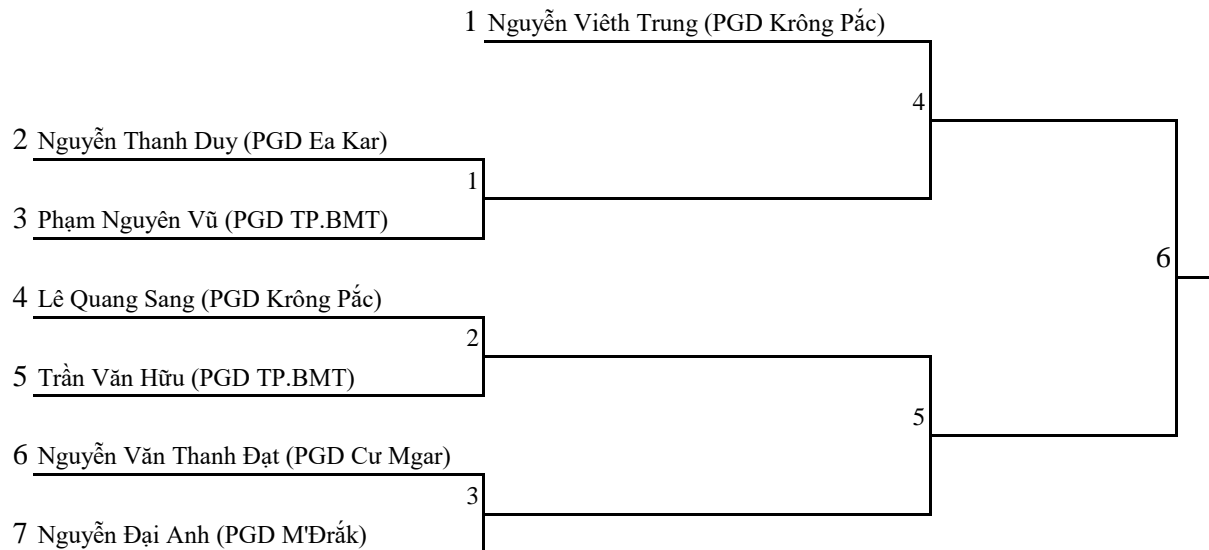 1 Nguyễn Viêth Trung (PGD Krông Pắc)
4
2 Nguyễn Thanh Duy (PGD Ea Kar)
1
3 Phạm Nguyên Vũ (PGD TP.BMT)
6
4 Lê Quang Sang (PGD Krông Pắc)
2
5 Trần Văn Hữu (PGD TP.BMT)
5
6 Nguyễn Văn Thanh Đạt (PGD Cư Mgar)
3
7 Nguyễn Đại Anh (PGD M'Đrắk)